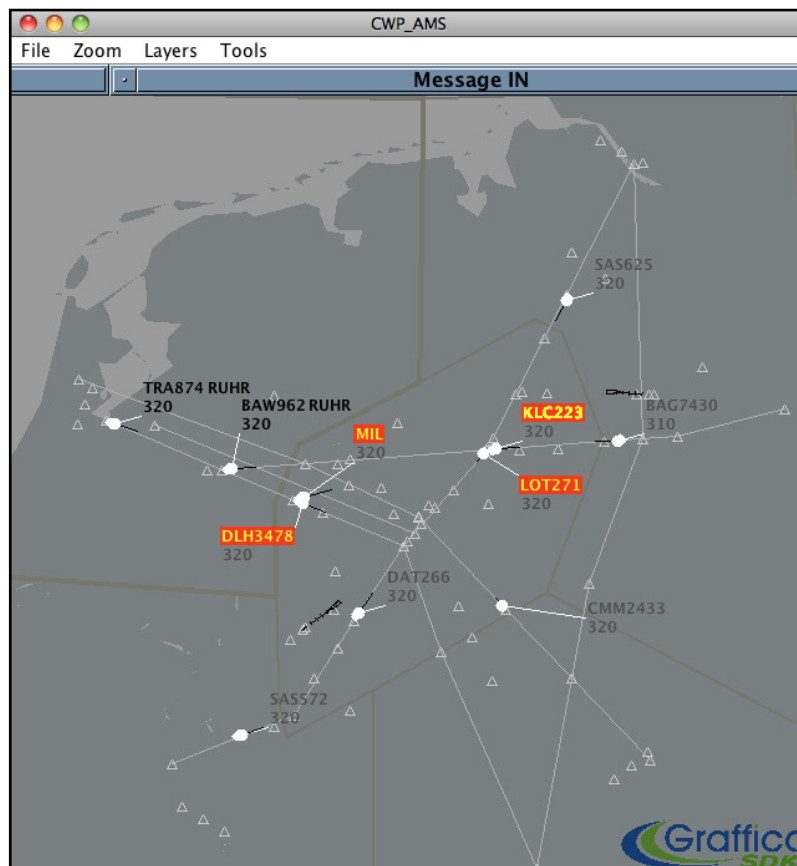 CWP_AMS
File Zoom Layers Tools
Message IN
SAS625
320
TRA874 RUHR
320
BAW962 RUHR
320
MIL
320
KLC223
320
BAG7430
310
LOT271
320
DLH3478
320
DAT266
320
CMM2433
320
SAS572
320
Graffica
SDK